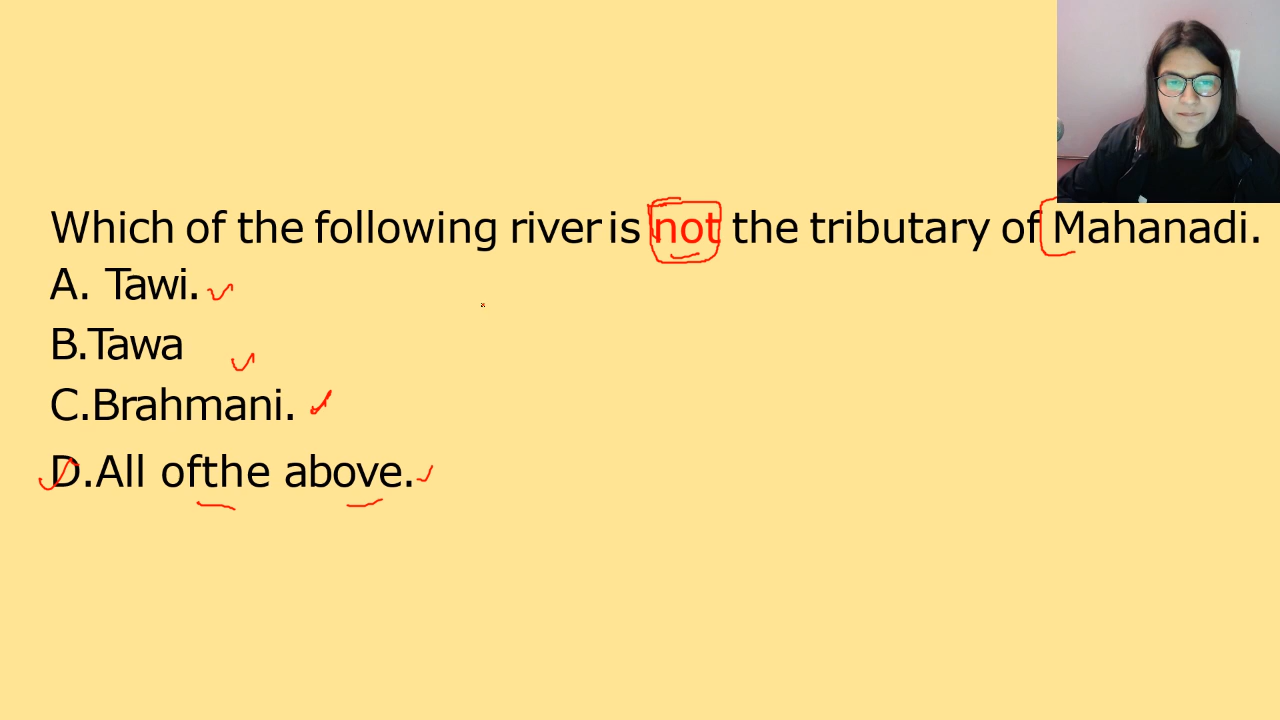 Which of the following river is not the tributary of Mahanadi.
A. Tawi.
B.Tawa
C.Brahmani.
D.All ofthe above.